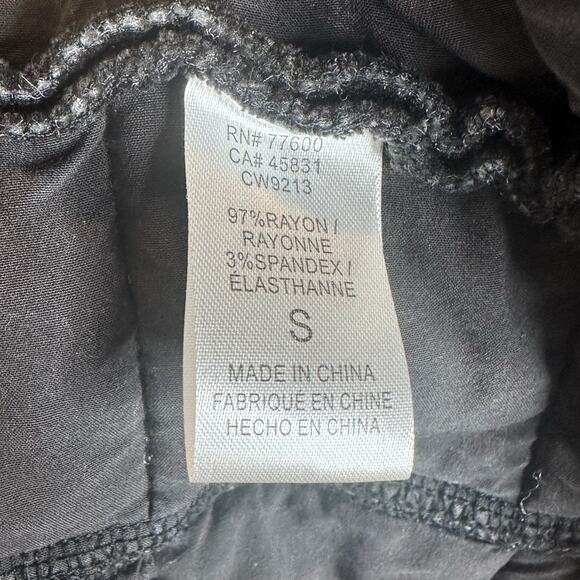 RN# 77600
CA# 45831
CW9213
97%RAYON /
RAYONNE
3%SPANDEX /
ÉLASTHANNE
S
MADE IN CHINA
FABRIQUÉ EN CHINE
HECHO EN CHINA